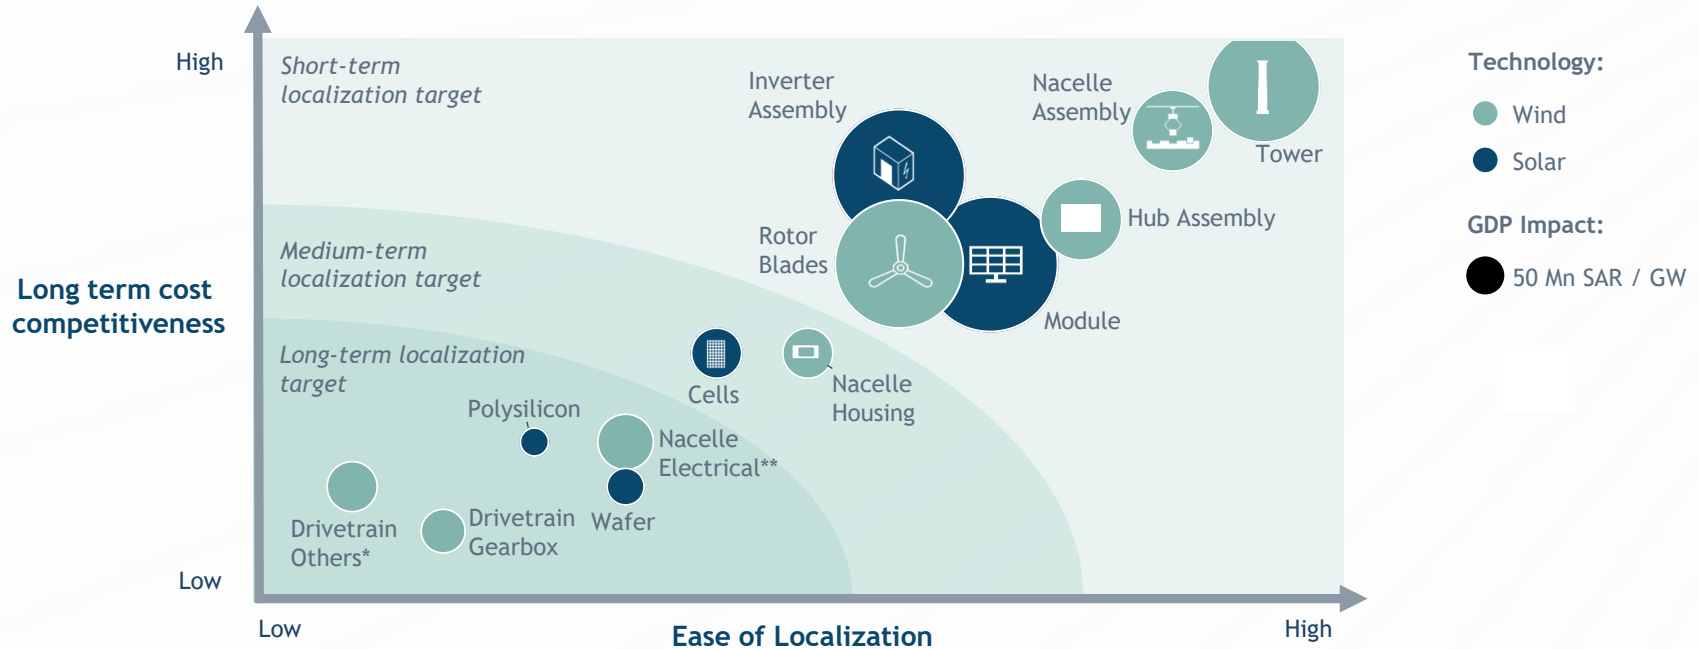 High
Long term cost
competitiveness
Low
Short-term
localization target
Medium-term
localization target
Long-term localization
target
Inverter
Assembly
Nacelle
Assembly
Tower
Hub Assembly
Rotor
Blades
Module
Cells
Nacelle
Housing
Polysilicon
Nacelle
Electrical**
Wafer
Drivetrain
Gearbox
Drivetrain
Others*
Low
Ease of Localization
High
Technology:
Wind
Solar
GDP Impact:
50 Mn SAR / GW